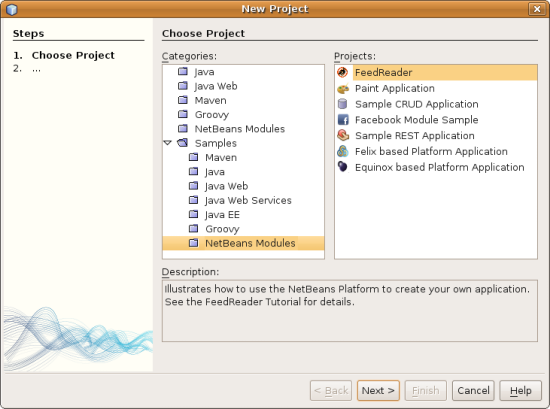 New Project
Steps
1. Choose Project
2. ...
Choose Project
Categories:
Java
Java Web
Maven
Groovy
NetBeans Modules
Samples
Maven
Java
Java Web
Java Web Services
Java EE
Groovy
NetBeans Modules
Projects:
FeedReader
Paint Application
Sample CRUD Application
Facebook Module Sample
Sample REST Application
Felix based Platform Application
Equinox based Platform Application
Description:
Illustrates how to use the NetBeans Platform to create your own application.
See the FeedReader Tutorial for details.
< Back
Next >
Finish
Cancel
Help